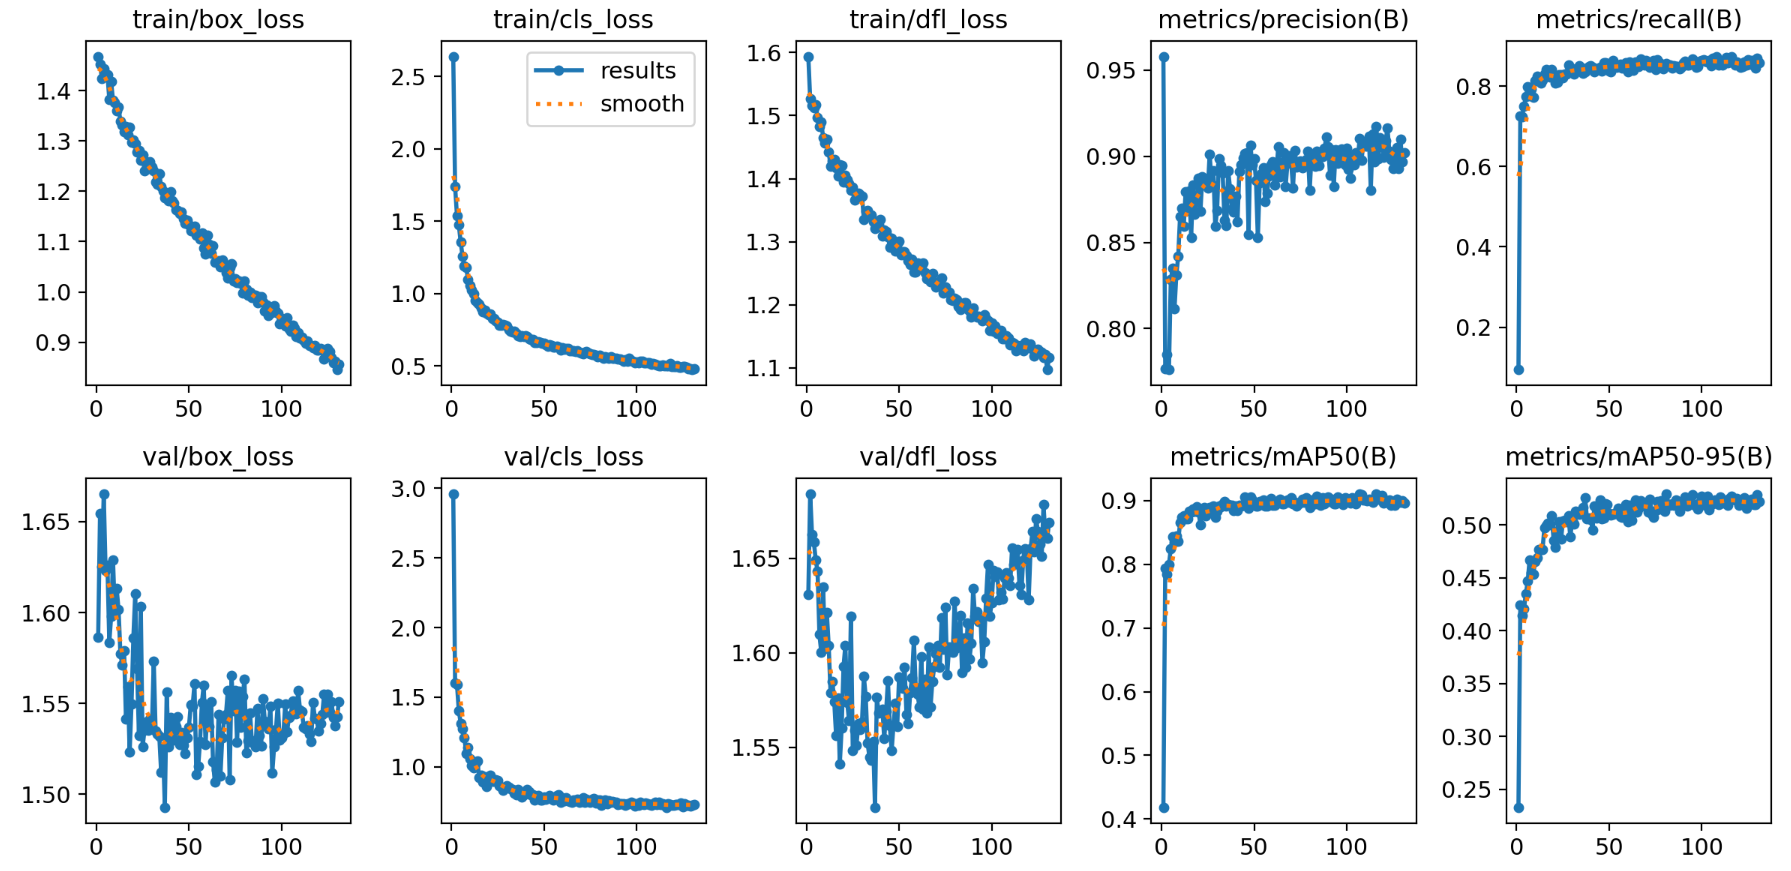 train/box_loss
1.4
1.3
1.2
1.1
1.0
0.9
0 50 100
train/cls_loss
results
smooth
2.5
2.0
1.5
1.0
0.5
0 50 100
train/dfl_loss
1.6
1.5
1.4
1.3
1.2
1.1
0 50 100
metrics/precision(B)
0.95
0.90
0.85
0.80
0 50 100
metrics/recall(B)
0.8
0.6
0.4
0.2
0 50 100
val/box_loss
1.65
1.60
1.55
1.50
0 50 100
val/cls_loss
3.0
2.5
2.0
1.5
1.0
0 50 100
val/dfl_loss
1.65
1.60
1.55
0 50 100
metrics/mAP50(B)
0.9
0.8
0.7
0.6
0.5
0.4
0 50 100
metrics/mAP50-95(B)
0.50
0.45
0.40
0.35
0.30
0.25
0 50 100